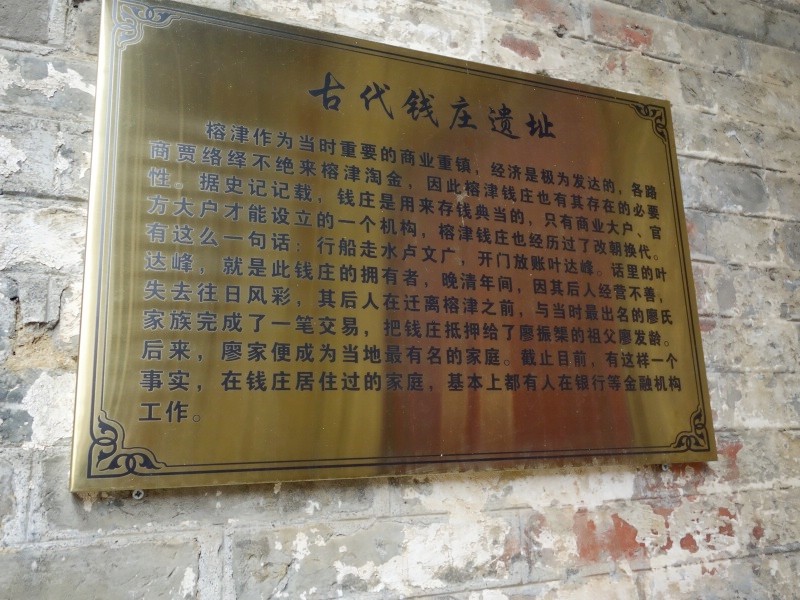 古代钱庄遗址
榕津作为当时重要的商业重镇，经济是极为发达的，各路
商贾络绎不绝来榕津淘金，因此榕津钱庄也有其存在的必要
性。据史记记载，钱庄是用来存钱典当的，只有商业大户、官
方大户才能设立的一个机构，榕津钱庄也经历过了改朝换代。
有这么一句话：行船走水卢文广，开门放账叶达峰。话里的叶
达峰，就是此钱庄的拥有者，晚清年间，因其后人经营不善，
失去往日风彩，其后人在迁离榕津之前，与当时最出名的廖氏
家族完成了一笔交易，把钱庄抵押给了廖振榘的祖父廖发龄。
后来，廖家便成为当地最有名的家庭。截止目前，有这样一个
事实，在钱庄居住过的家庭，基本上都有人在银行等金融机构
工作。